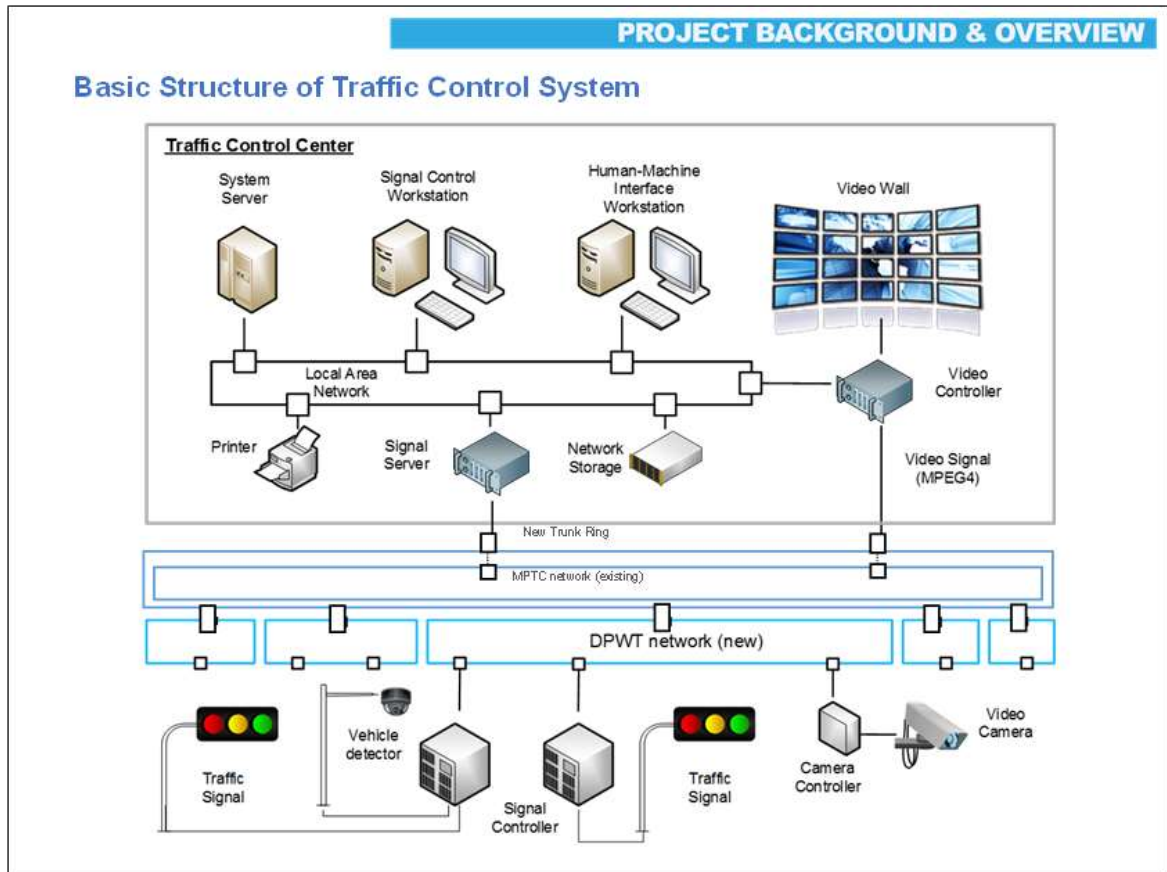 PROJECT BACKGROUND & OVERVIEW
Basic Structure of Traffic Control System
Traffic Control Center
System
Server
Signal Control
Workstation
Human-Machine
Interface
Workstation
Video Wall
Local Area
Network
Video
Controller
Printer
Signal
Server
Network
Storage
Video Signal
(MPEG4)
New Trunk Ring
MPTC network (existing)
DPWT network (new)
Traffic
Signal
Vehicle
detector
Signal
Controller
Traffic
Signal
Camera
Controller
Video
Camera